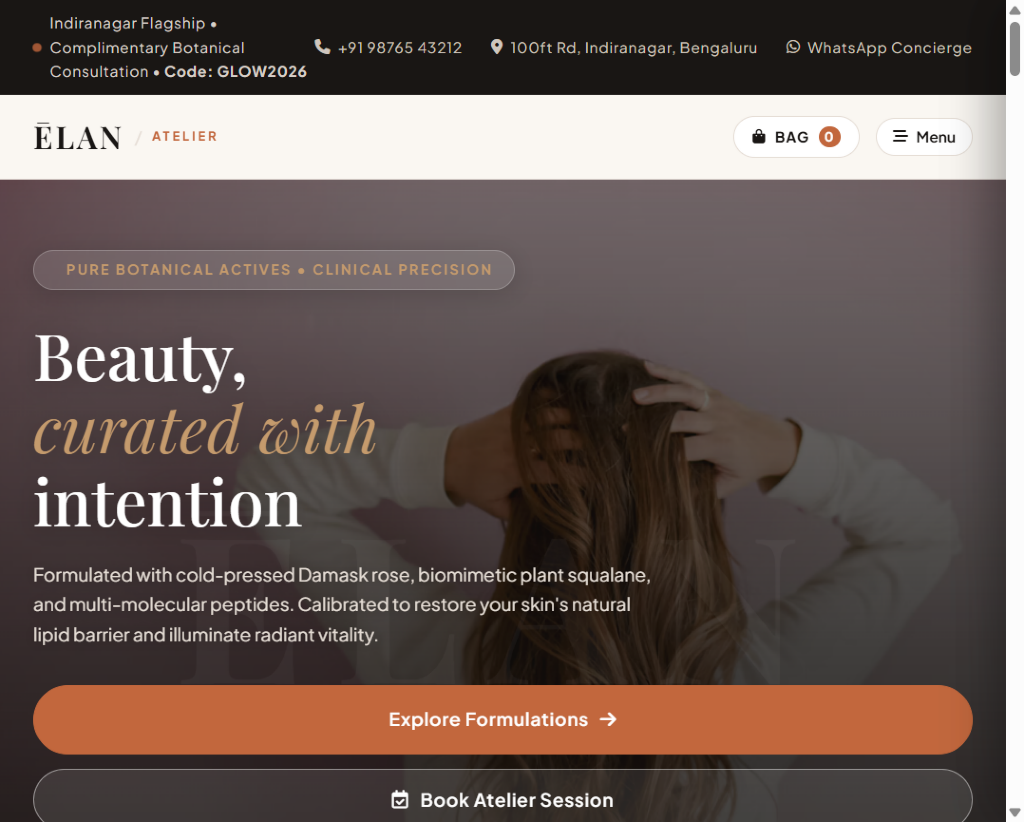 Indiranagar Flagship •
Complimentary Botanical
Consultation • Code: GLOW2026
+91 98765 43212
100ft Rd, Indiranagar, Bengaluru
WhatsApp Concierge
ĒLAN / ATELIER
BAG 0
Menu
PURE BOTANICAL ACTIVES • CLINICAL PRECISION
Beauty,
curated with
intention
Formulated with cold-pressed Damask rose, biomimetic plant squalane,
and multi-molecular peptides. Calibrated to restore your skin's natural
lipid barrier and illuminate radiant vitality.
ELAN
Explore Formulations →
Book Atelier Session